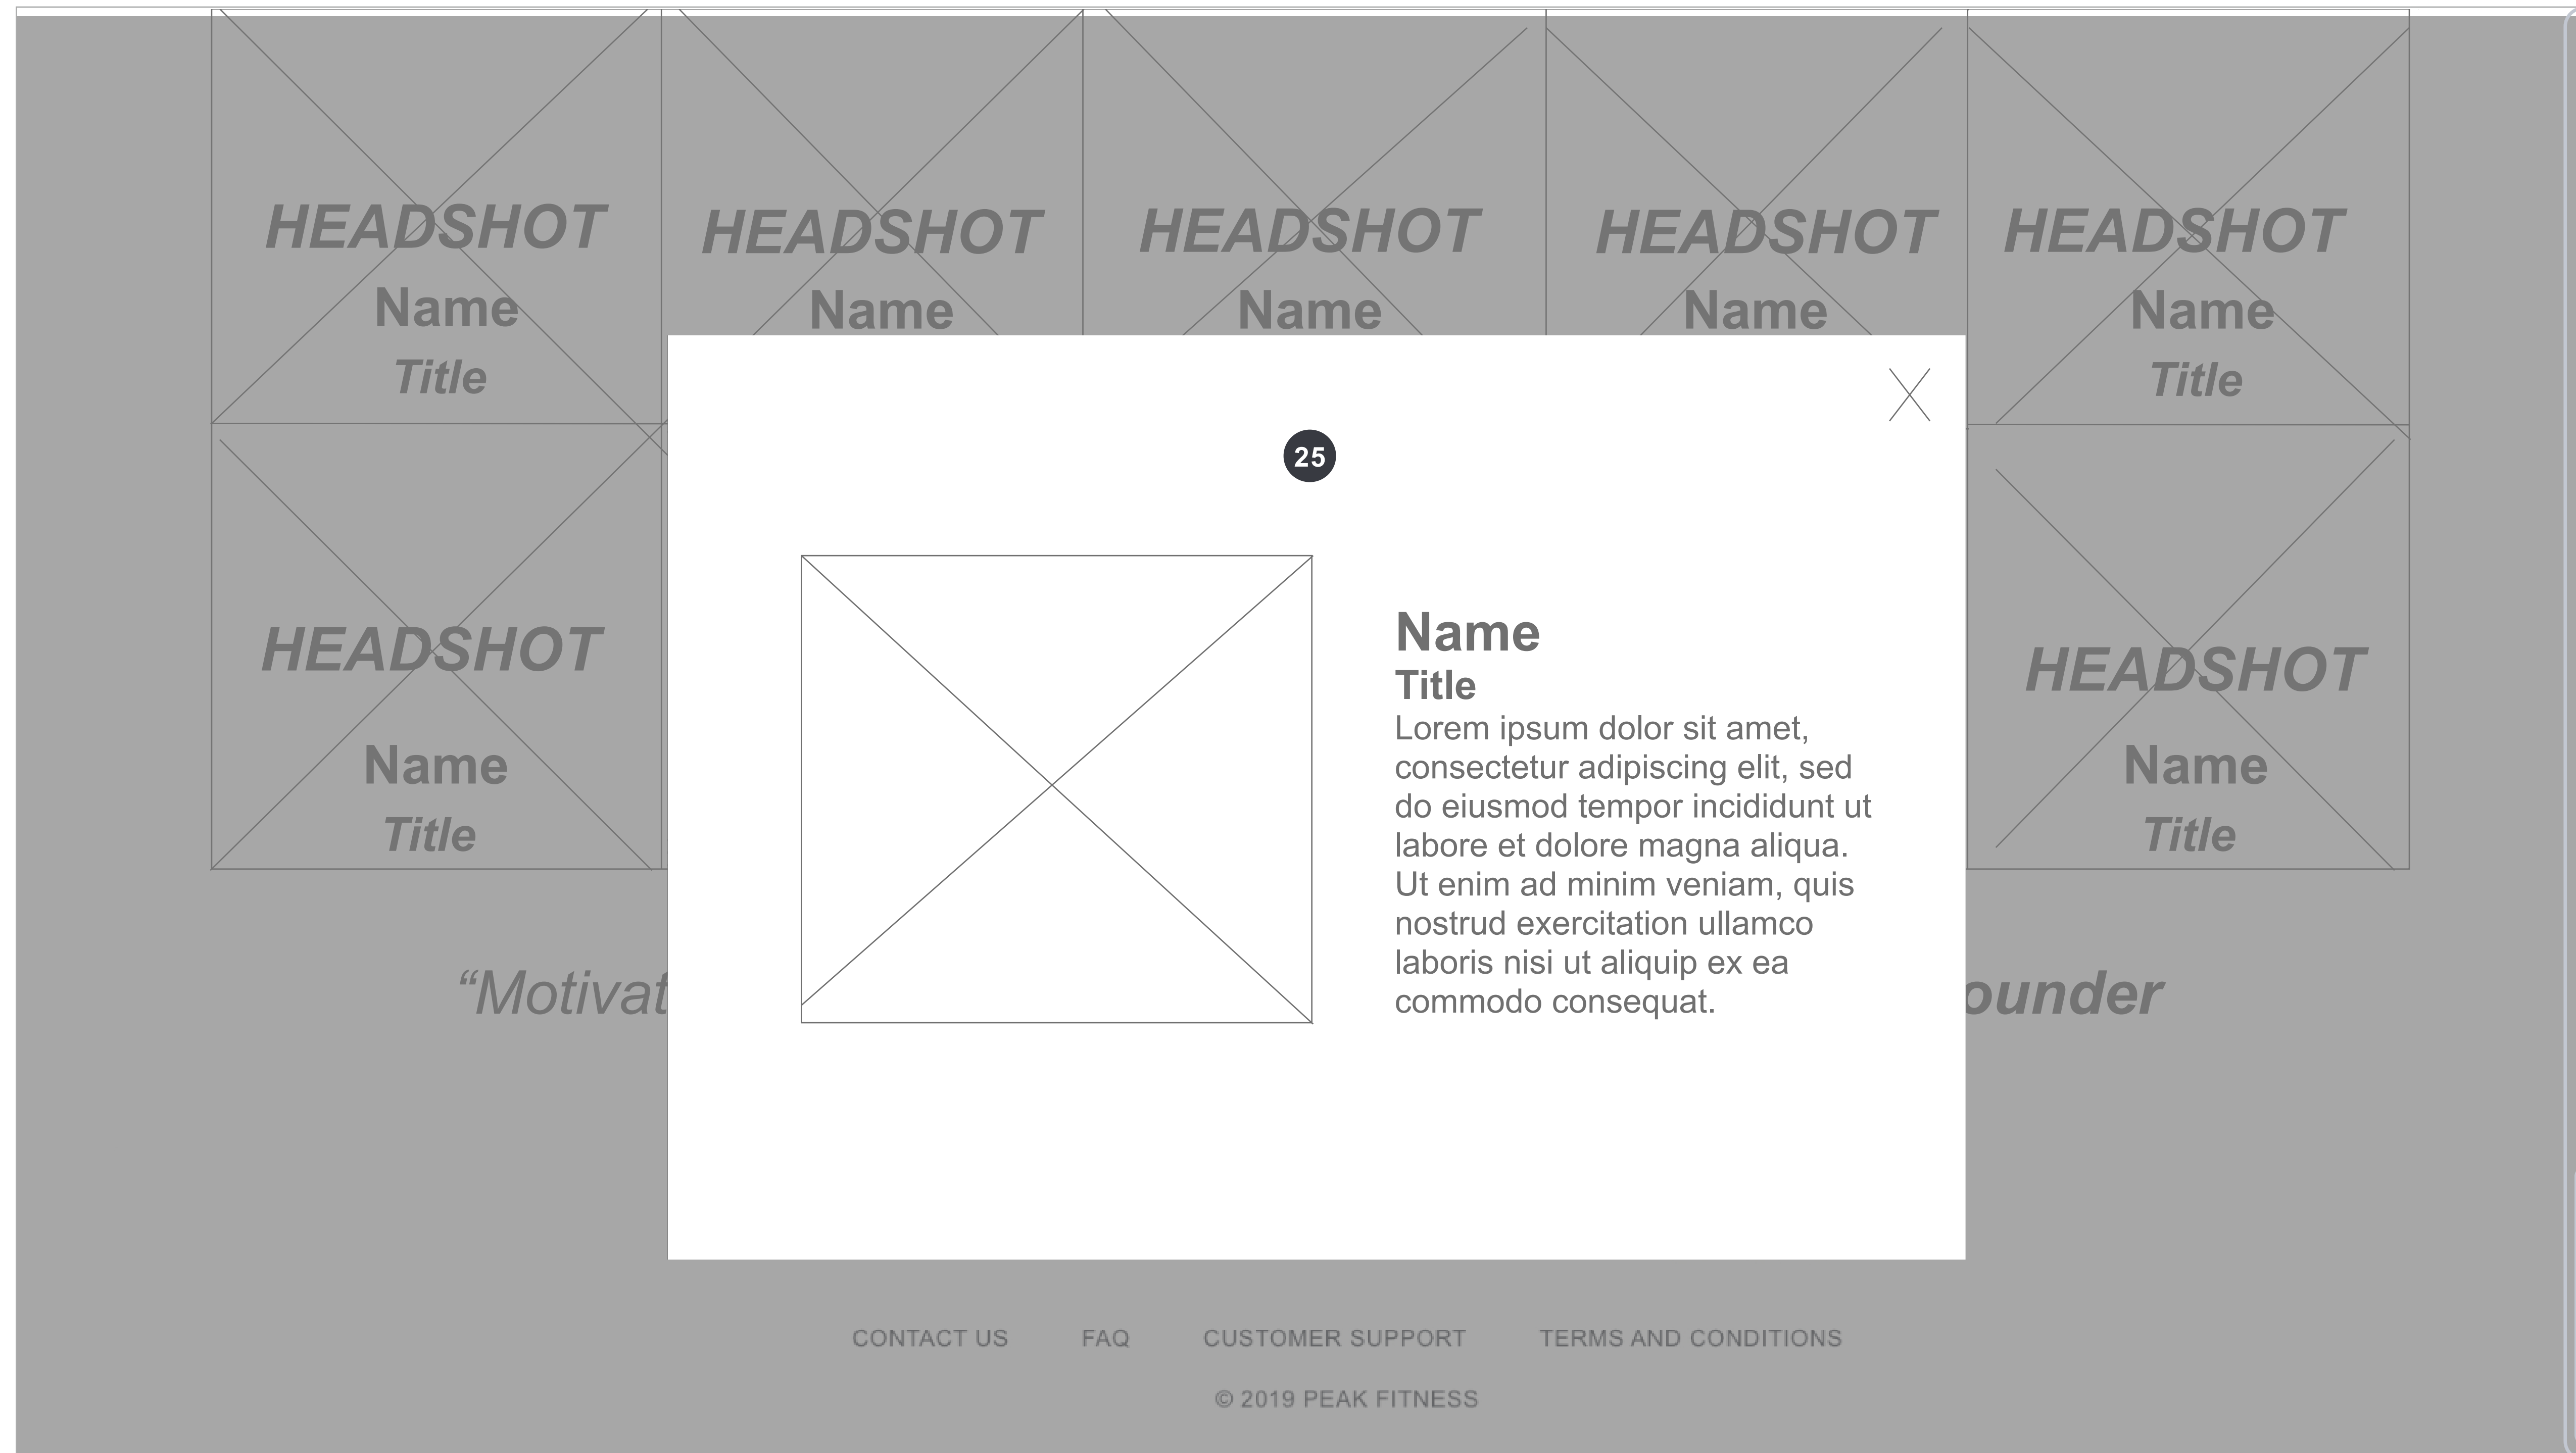 HEADSHOT HEADSHOT HEADSHOT HEADSHOT HEADSHOT
Name Name Name Name Name
Title Title
25
Name
Title
Lorem ipsum dolor sit amet,
consectetur adipiscing elit, sed
do eiusmod tempor incididunt ut
labore et dolore magna aliqua.
Ut enim ad minim veniam, quis
nostrud exercitation ullamco
laboris nisi ut aliquip ex ea
commodo consequat.
HEADSHOT HEADSHOT
Name Name
Title Title
“Motivat ounder
CONTACT US FAQ CUSTOMER SUPPORT TERMS AND CONDITIONS
© 2019 PEAK FITNESS